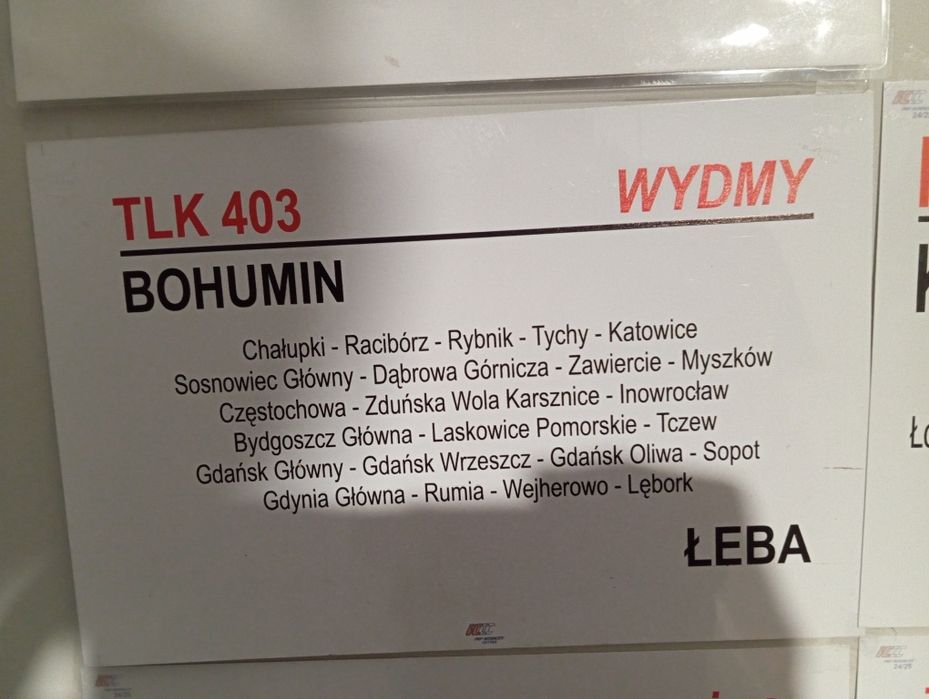 TLK 403 WYDMY
BOHUMIN
Chałupki - Racibórz - Rybnik - Tychy - Katowice
Sosnowiec Główny - Dąbrowa Górnicza - Zawiercie - Myszków
Częstochowa - Zduńska Wola Karsznice - Inowrocław
Bydgoszcz Główna - Laskowice Pomorskie - Tczew
Gdańsk Główny - Gdańsk Wrzeszcz - Gdańsk Oliwa - Sopot
Gdynia Główna - Rumia - Wejherowo - Lębork
ŁEBA